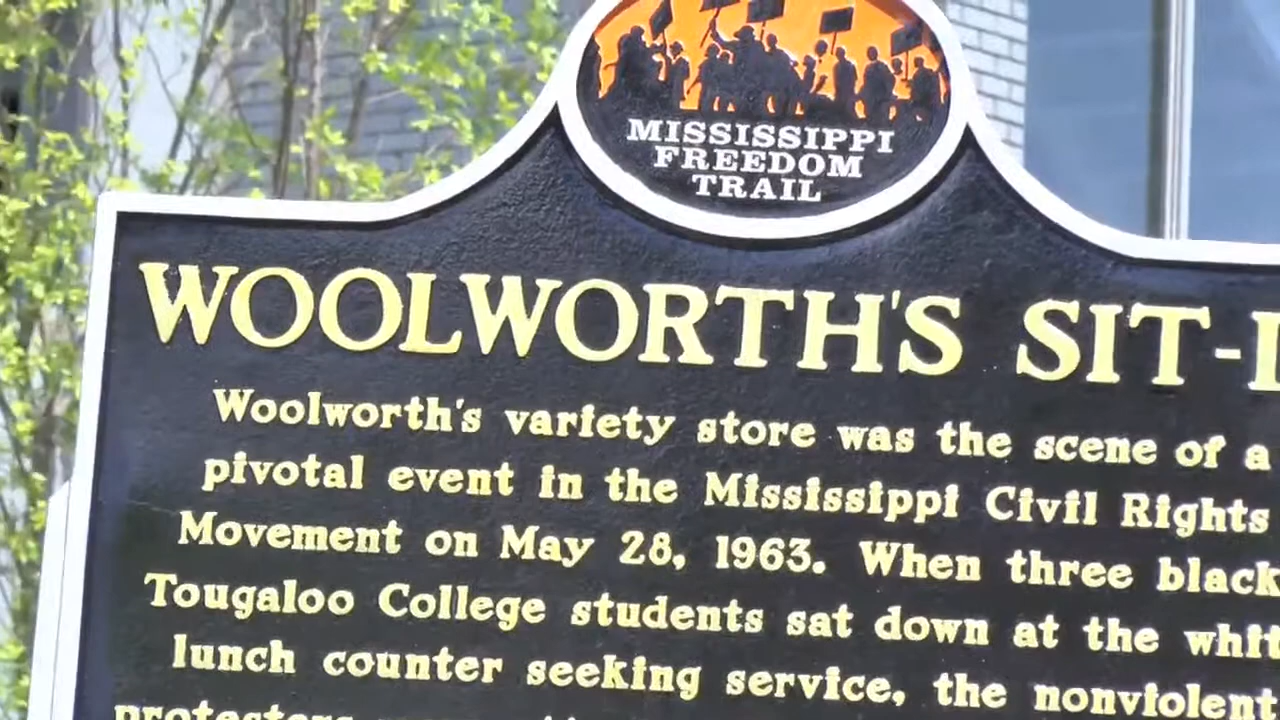 MISSISSIPPI
FREEDOM
TRAIL
WOOLWORTH'S SIT-I
Woolworth's variety store was the scene of a
pivotal event in the Mississippi Civil Rights
Movement on May 28, 1963. When three black
Tougaloo College students sat down at the whit
lunch counter seeking service, the nonviolent
protesters